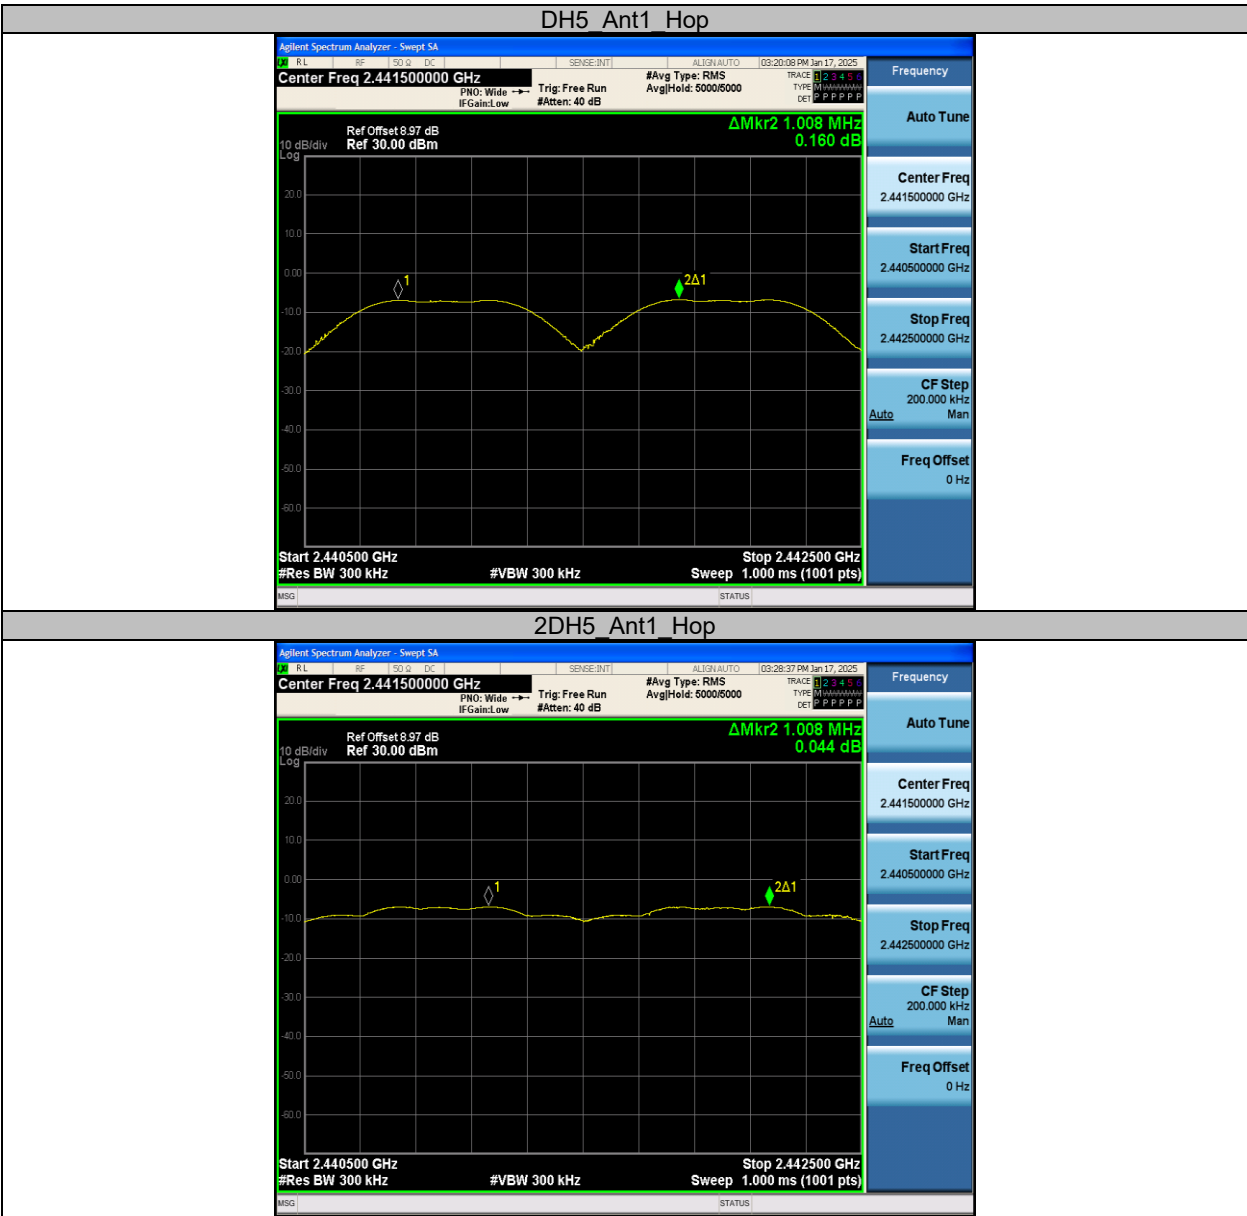 DH5_Ant1_Hop
Agilent Spectrum Analyzer - Swept SA
RL RF 50 Ω DC SENSE:INT ALIGN AUTO 03:20:08 PM Jan 17, 2025
Center Freq 2.441500000 GHz
PNO: Wide
IFGain:Low
Trig: Free Run
#Atten: 40 dB
#Avg Type: RMS
Avg|Hold: 5000/5000
TRACE 1 2 3 4 5 6
TYPE M
DET P P P P P P
ΔMkr2 1.008 MHz
0.160 dB
Ref Offset 8.97 dB
10 dB/div Ref 30.00 dBm
Log
20.0
10.0
0.00
-10.0
-20.0
-30.0
-40.0
-50.0
-60.0
1
2Δ1
Start 2.440500 GHz Stop 2.442500 GHz
#Res BW 300 kHz #VBW 300 kHz Sweep 1.000 ms (1001 pts)
MSG STATUS
Frequency
Auto Tune
Center Freq
2.441500000 GHz
Start Freq
2.440500000 GHz
Stop Freq
2.442500000 GHz
CF Step
200.000 kHz
Auto Man
Freq Offset
0 Hz
2DH5_Ant1_Hop
Agilent Spectrum Analyzer - Swept SA
RL RF 50 Ω DC SENSE:INT ALIGN AUTO 03:28:37 PM Jan 17, 2025
Center Freq 2.441500000 GHz
PNO: Wide
IFGain:Low
Trig: Free Run
#Atten: 40 dB
#Avg Type: RMS
Avg|Hold: 5000/5000
TRACE 1 2 3 4 5 6
TYPE M
DET P P P P P P
ΔMkr2 1.008 MHz
0.044 dB
Ref Offset 8.97 dB
10 dB/div Ref 30.00 dBm
Log
20.0
10.0
0.00
-10.0
-20.0
-30.0
-40.0
-50.0
-60.0
1
2Δ1
Start 2.440500 GHz Stop 2.442500 GHz
#Res BW 300 kHz #VBW 300 kHz Sweep 1.000 ms (1001 pts)
MSG STATUS
Frequency
Auto Tune
Center Freq
2.441500000 GHz
Start Freq
2.440500000 GHz
Stop Freq
2.442500000 GHz
CF Step
200.000 kHz
Auto Man
Freq Offset
0 Hz